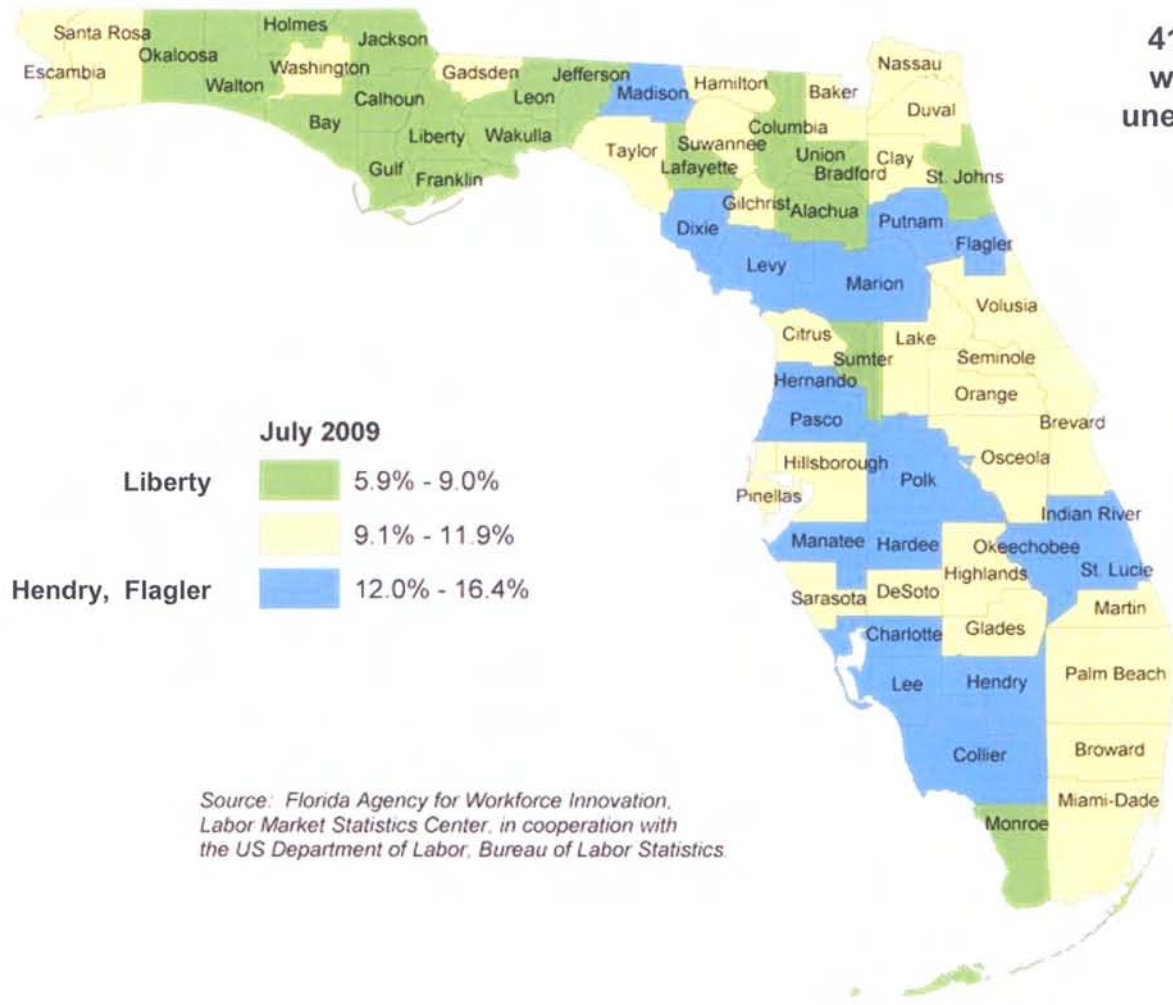 Santa Rosa
Escambia
Okaloosa
Holmes
Jackson
Washington
Walton
Calhoun
Bay
Liberty
Gulf
Franklin
Gadsden
Leon
Jefferson
Wakulla
Madison
Hamilton
Taylor
Suwannee
Lafayette
Columbia
Baker
Nassau
Duval
Union
Bradford
Clay
St. Johns
Gilchrist
Alachua
Dixie
Putnam
Flagler
Levy
Marion
Volusia
Citrus
Sumter
Lake
Seminole
Hernando
Orange
Pasco
Brevard
Hillsborough
Polk
Osceola
Pinellas
Indian River
Manatee
Hardee
Okeechobee
Highlands
St. Lucie
Sarasota
DeSoto
Martin
Charlotte
Glades
Lee
Hendry
Palm Beach
Collier
Broward
Miami-Dade
Monroe
July 2009
Liberty 5.9% - 9.0%
9.1% - 11.9%
Hendry, Flagler 12.0% - 16.4%
Source: Florida Agency for Workforce Innovation,
Labor Market Statistics Center, in cooperation with
the US Department of Labor, Bureau of Labor Statistics.